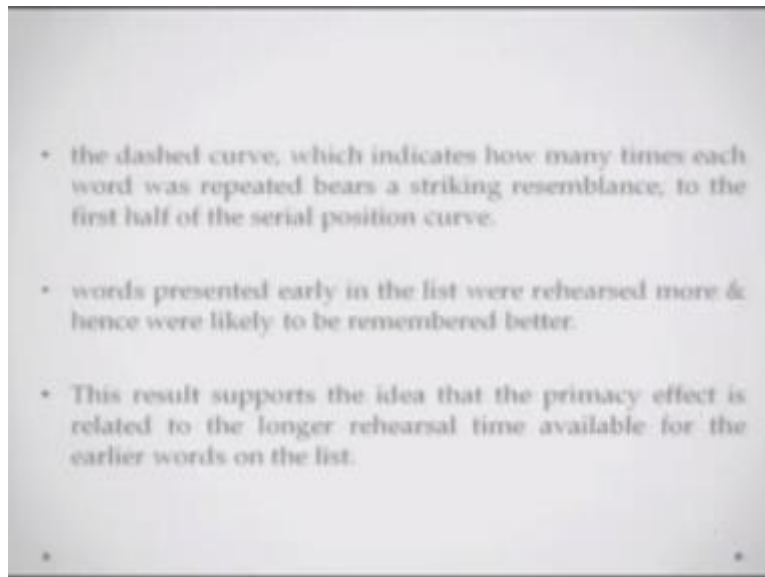 • the dashed curve, which indicates how many times each
word was repeated bears a striking resemblance, to the
first half of the serial position curve.
• words presented early in the list were rehearsed more &
hence were likely to be remembered better.
• This result supports the idea that the primacy effect is
related to the longer rehearsal time available for the
earlier words on the list.